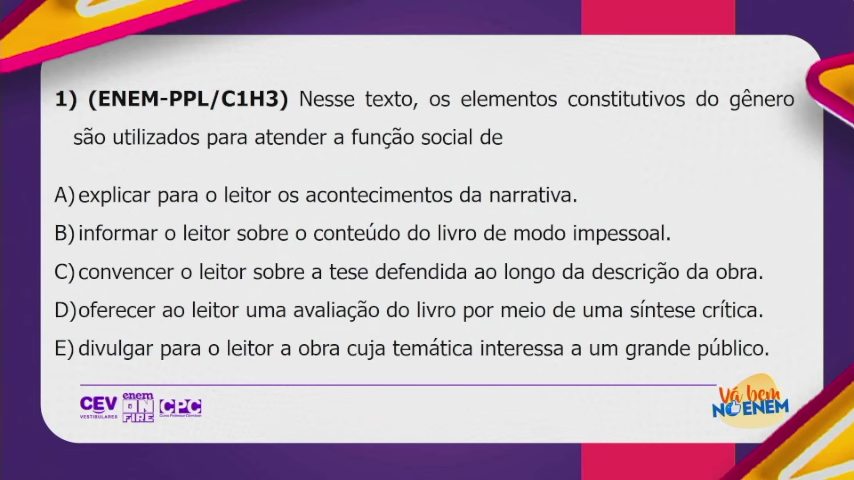 1) (ENEM-PPL/C1H3) Nesse texto, os elementos constitutivos do gênero
são utilizados para atender a função social de
A) explicar para o leitor os acontecimentos da narrativa.
B) informar o leitor sobre o conteúdo do livro de modo impessoal.
C) convencer o leitor sobre a tese defendida ao longo da descrição da obra.
D) oferecer ao leitor uma avaliação do livro por meio de uma síntese crítica.
E) divulgar para o leitor a obra cuja temática interessa a um grande público.
CEV
VESTIBULARES
enem
ON
FIRE
CPC
Vá bem
NO ENEM